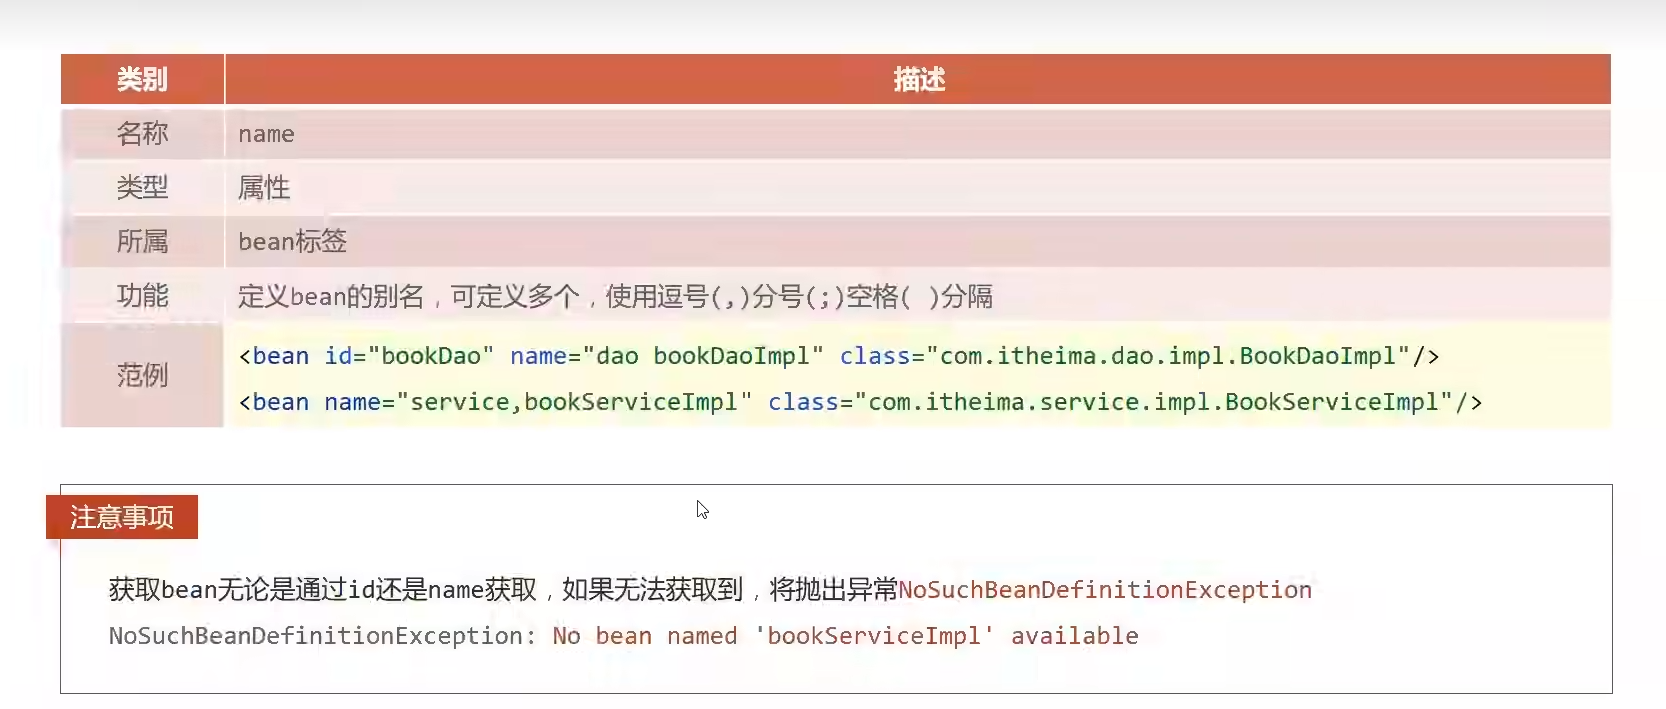 类别 描述
名称 name
类型 属性
所属 bean标签
功能 定义bean的别名，可定义多个，使用逗号(,)分号(;)空格( )分隔
范例
<bean id="bookDao" name="dao bookDaoImpl" class="com.itheima.dao.impl.BookDaoImpl"/>
<bean name="service,bookServiceImpl" class="com.itheima.service.impl.BookServiceImpl"/>
注意事项
获取bean无论是通过id还是name获取，如果无法获取到，将抛出异常NoSuchBeanDefinitionException
NoSuchBeanDefinitionException: No bean named 'bookServiceImpl' available